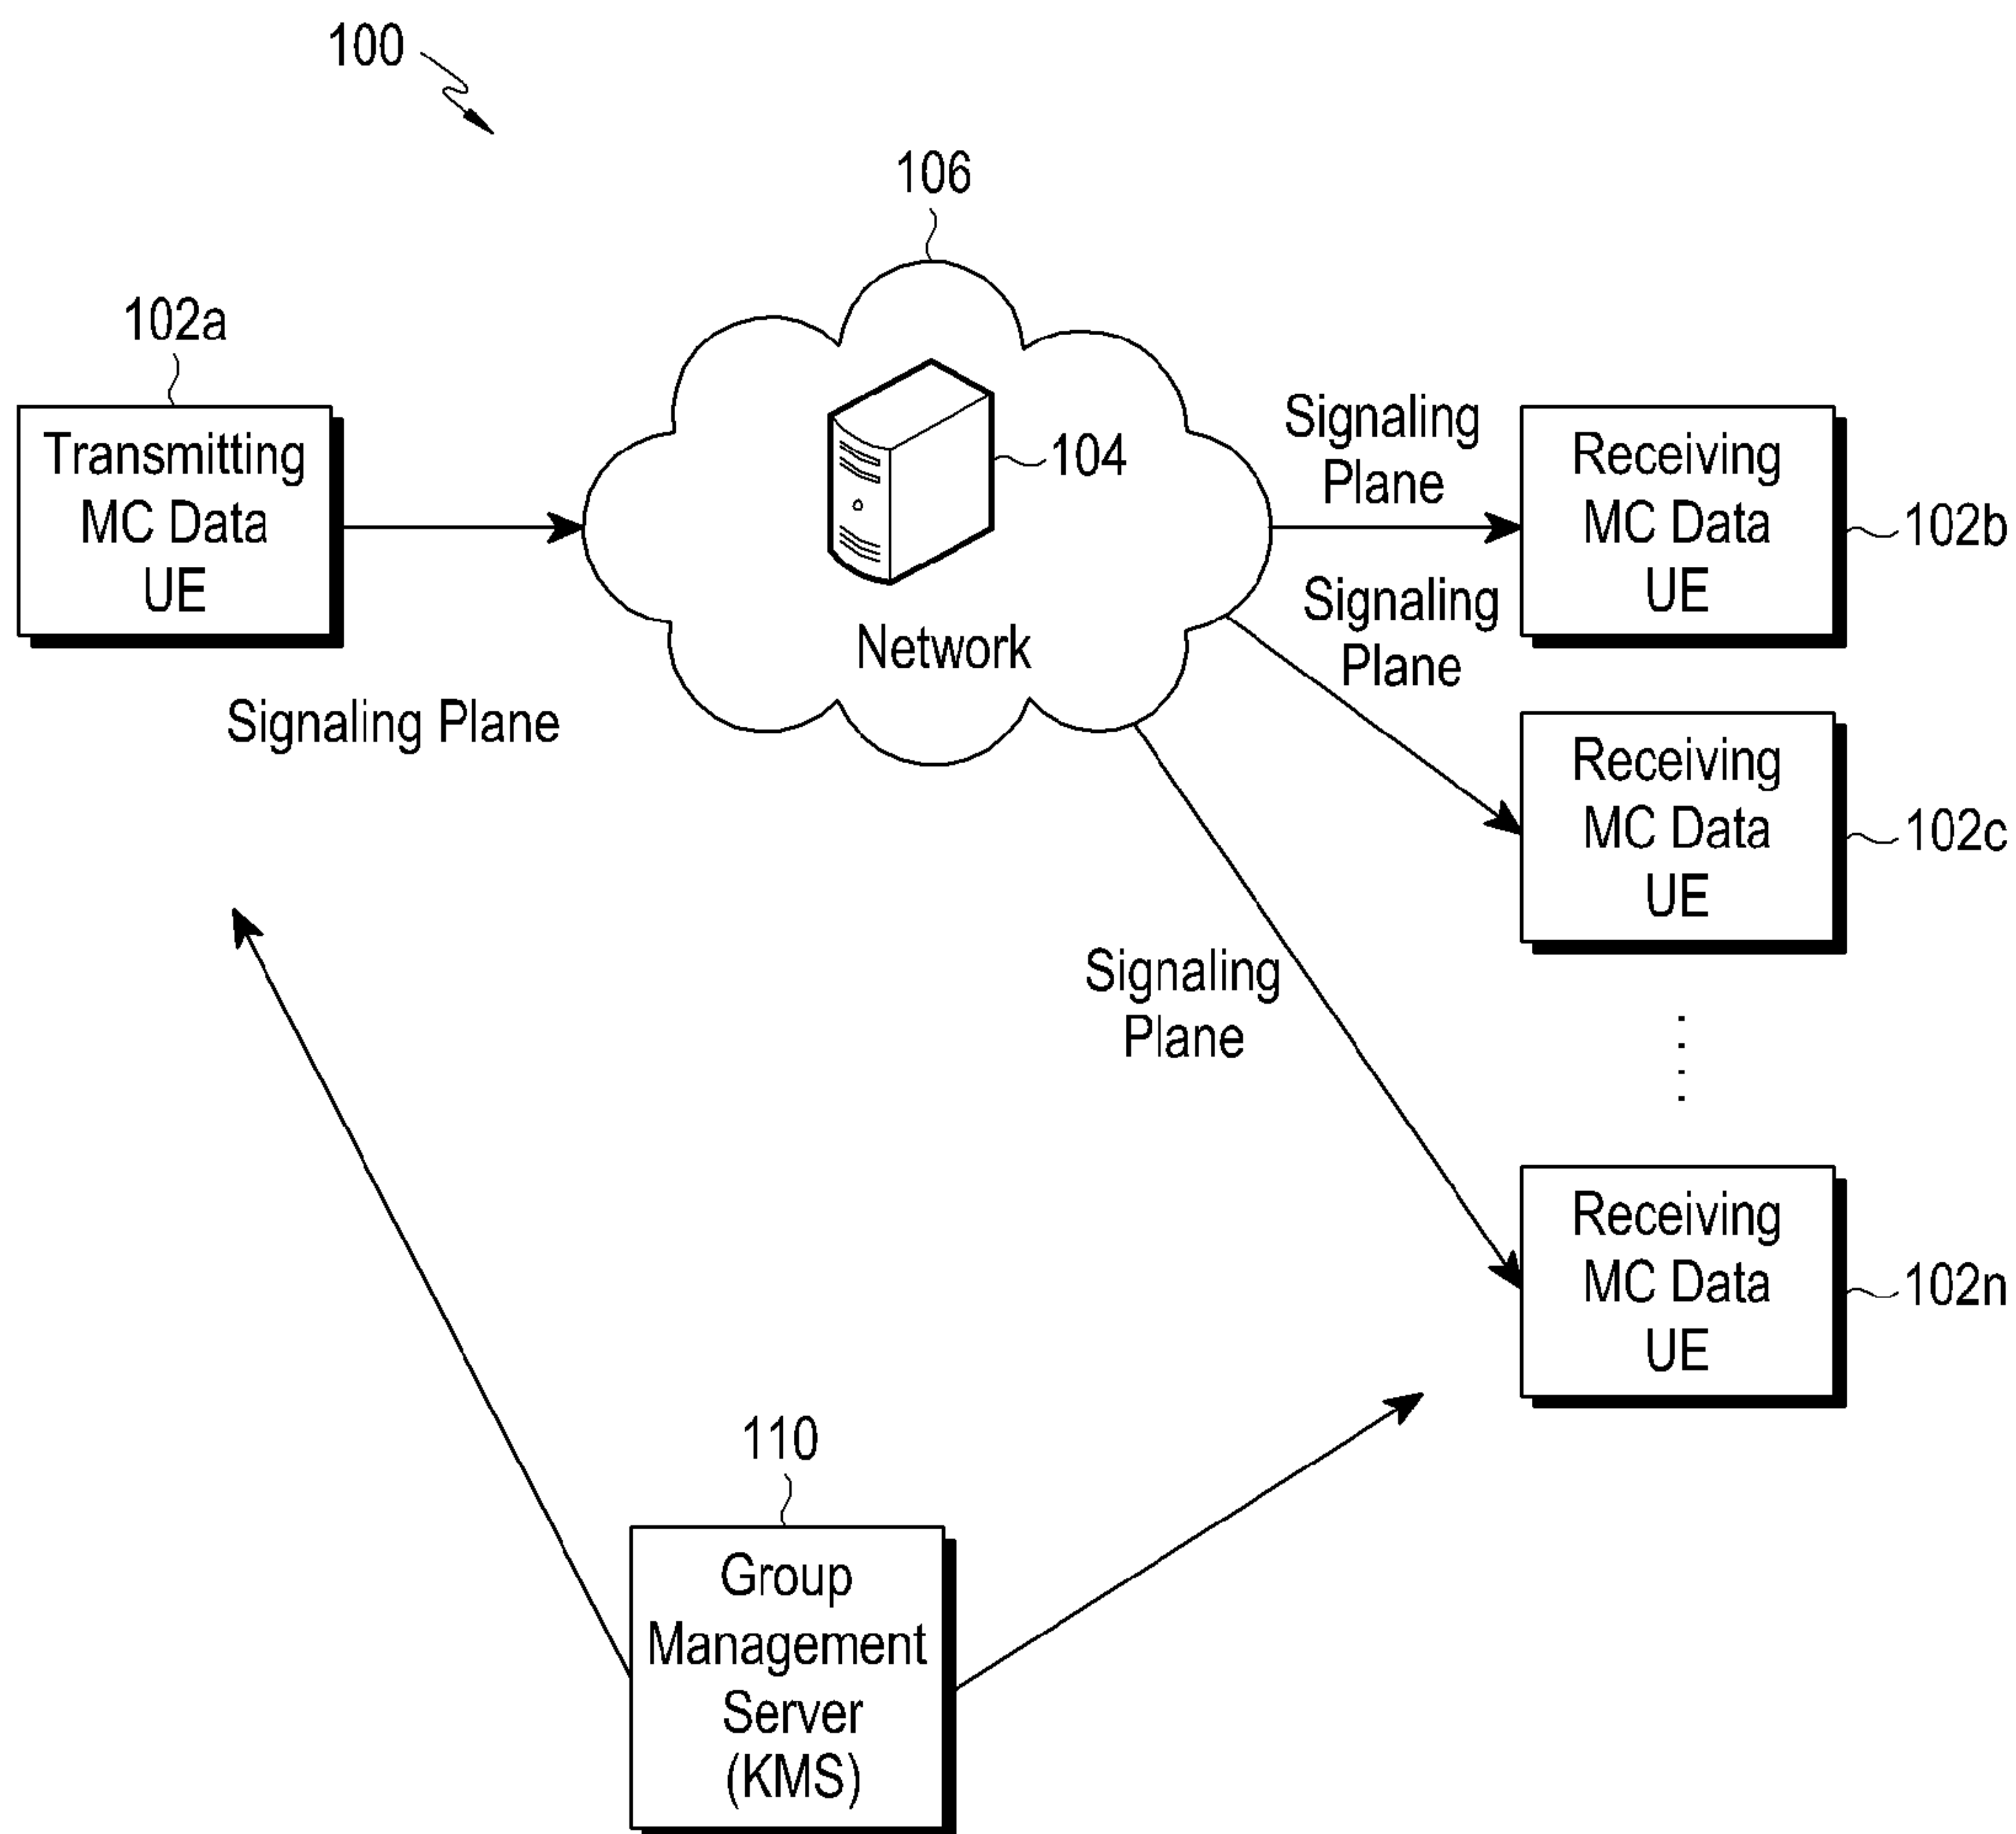 100
106
102a
Transmitting
MC Data
UE
104
Network
Signaling Plane
Signaling
Plane
Receiving
MC Data
UE
102b
Signaling
Plane
Receiving
MC Data
UE
102c
Signaling
Plane
Receiving
MC Data
UE
102n
110
Group
Management
Server
(KMS)